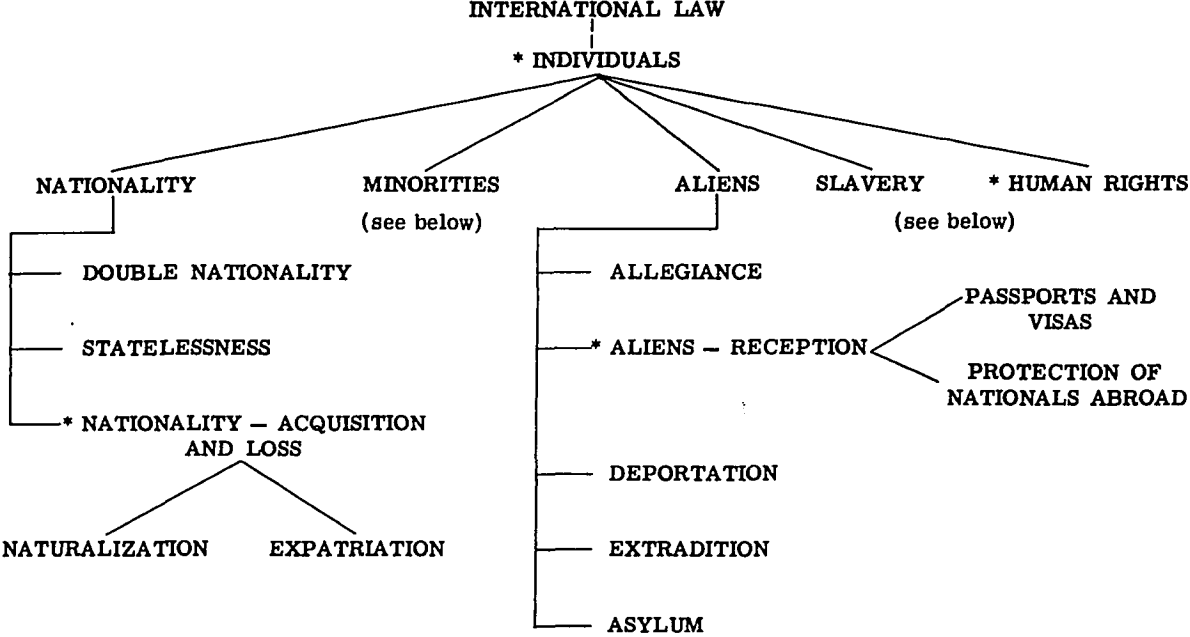 INTERNATIONAL LAW
* INDIVIDUALS
NATIONALITY MINORITIES ALIENS SLAVERY * HUMAN RIGHTS
(see below) (see below)
DOUBLE NATIONALITY
STATELESSNESS
* NATIONALITY — ACQUISITION
AND LOSS
NATURALIZATION EXPATRIATION
ALLEGIANCE
* ALIENS — RECEPTION
PASSPORTS AND
VISAS
PROTECTION OF
NATIONALS ABROAD
DEPORTATION
EXTRADITION
ASYLUM